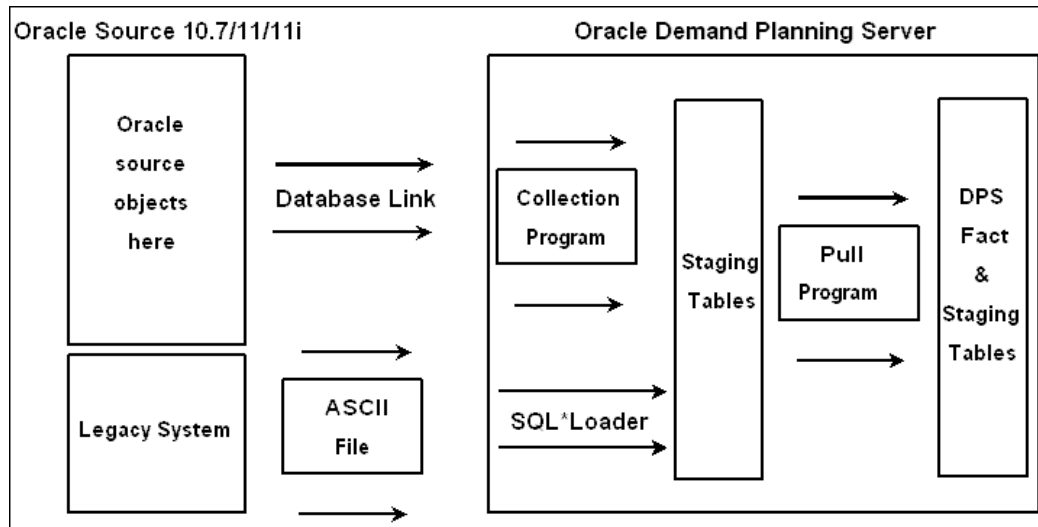 Oracle Source 10.7/11/11i
Oracle Demand Planning Server
Oracle
source
objects
here
Database Link
Collection
Program
Staging
Tables
Pull
Program
DPS
Fact
&
Staging
Tables
Legacy System
ASCII
File
SQL*Loader